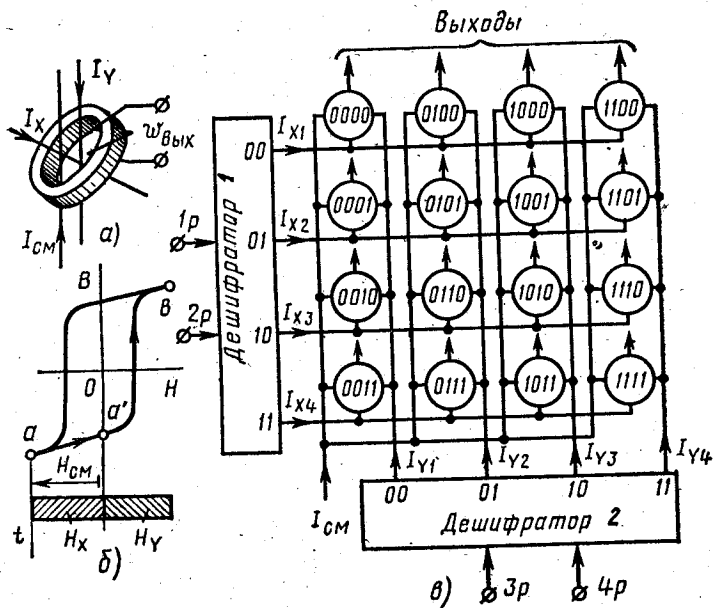 Выходы
I_Y
I_X
w_вых
I_см
а)
B
в
0
H
а
а'
H_см
t
H_X
H_Y
б)
1р
2р
Дешифратор 1
00
01
10
11
I_X1
I_X2
I_X3
I_X4
0000 0100 1000 1100
0001 0101 1001 1101
0010 0110 1010 1110
0011 0111 1011 1111
I_см
I_Y1
I_Y2
I_Y3
I_Y4
00 01 10 11
Дешифратор 2
в)
3р
4р